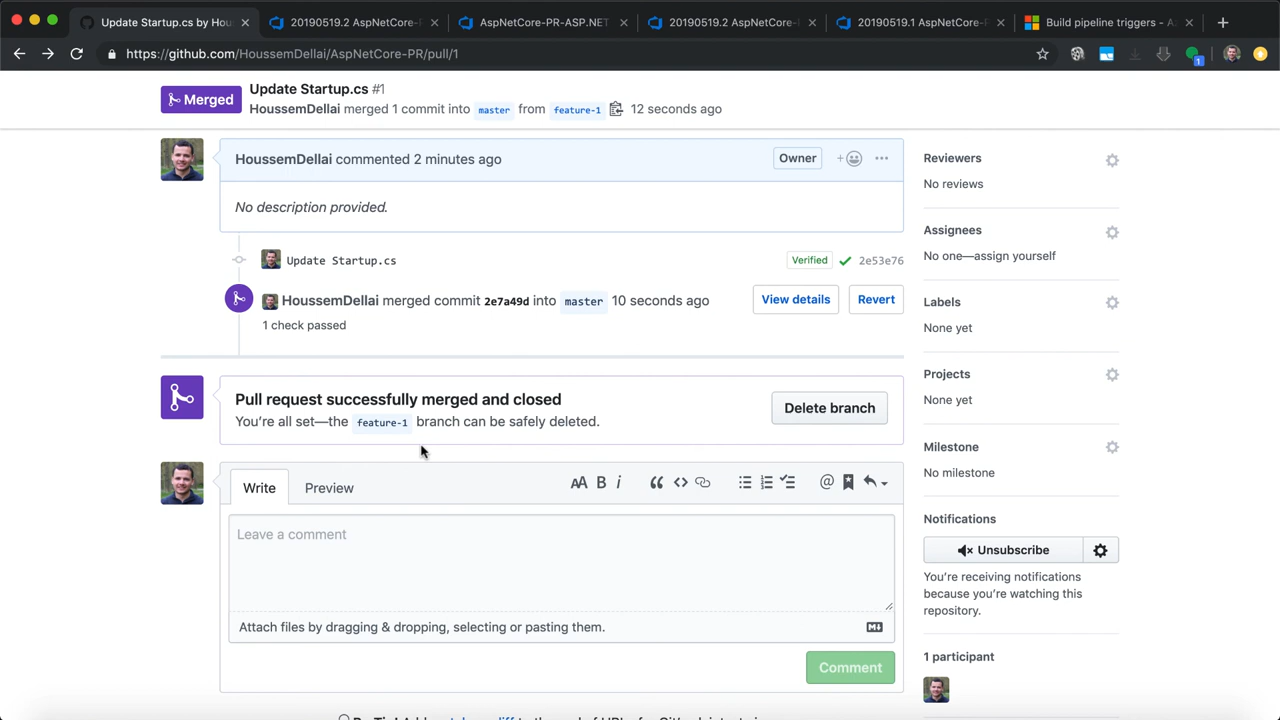 Update Startup.cs by Hou
20190519.2 AspNetCore-P
AspNetCore-PR-ASP.NET
20190519.2 AspNetCore-
20190519.1 AspNetCore-P
Build pipeline triggers - A
https://github.com/HoussemDellai/AspNetCore-PR/pull/1
1
Merged
Update Startup.cs #1
HoussemDellai merged 1 commit into master from feature-1 12 seconds ago
HoussemDellai commented 2 minutes ago
Owner
No description provided.
Update Startup.cs
Verified
2e53e76
HoussemDellai merged commit 2e7a49d into master 10 seconds ago
View details
Revert
1 check passed
Pull request successfully merged and closed
You're all set—the feature-1 branch can be safely deleted.
Delete branch
Write
Preview
AA B i
Leave a comment
Attach files by dragging & dropping, selecting or pasting them.
Comment
Reviewers
No reviews
Assignees
No one—assign yourself
Labels
None yet
Projects
None yet
Milestone
No milestone
Notifications
Unsubscribe
You're receiving notifications
because you're watching this
repository.
1 participant